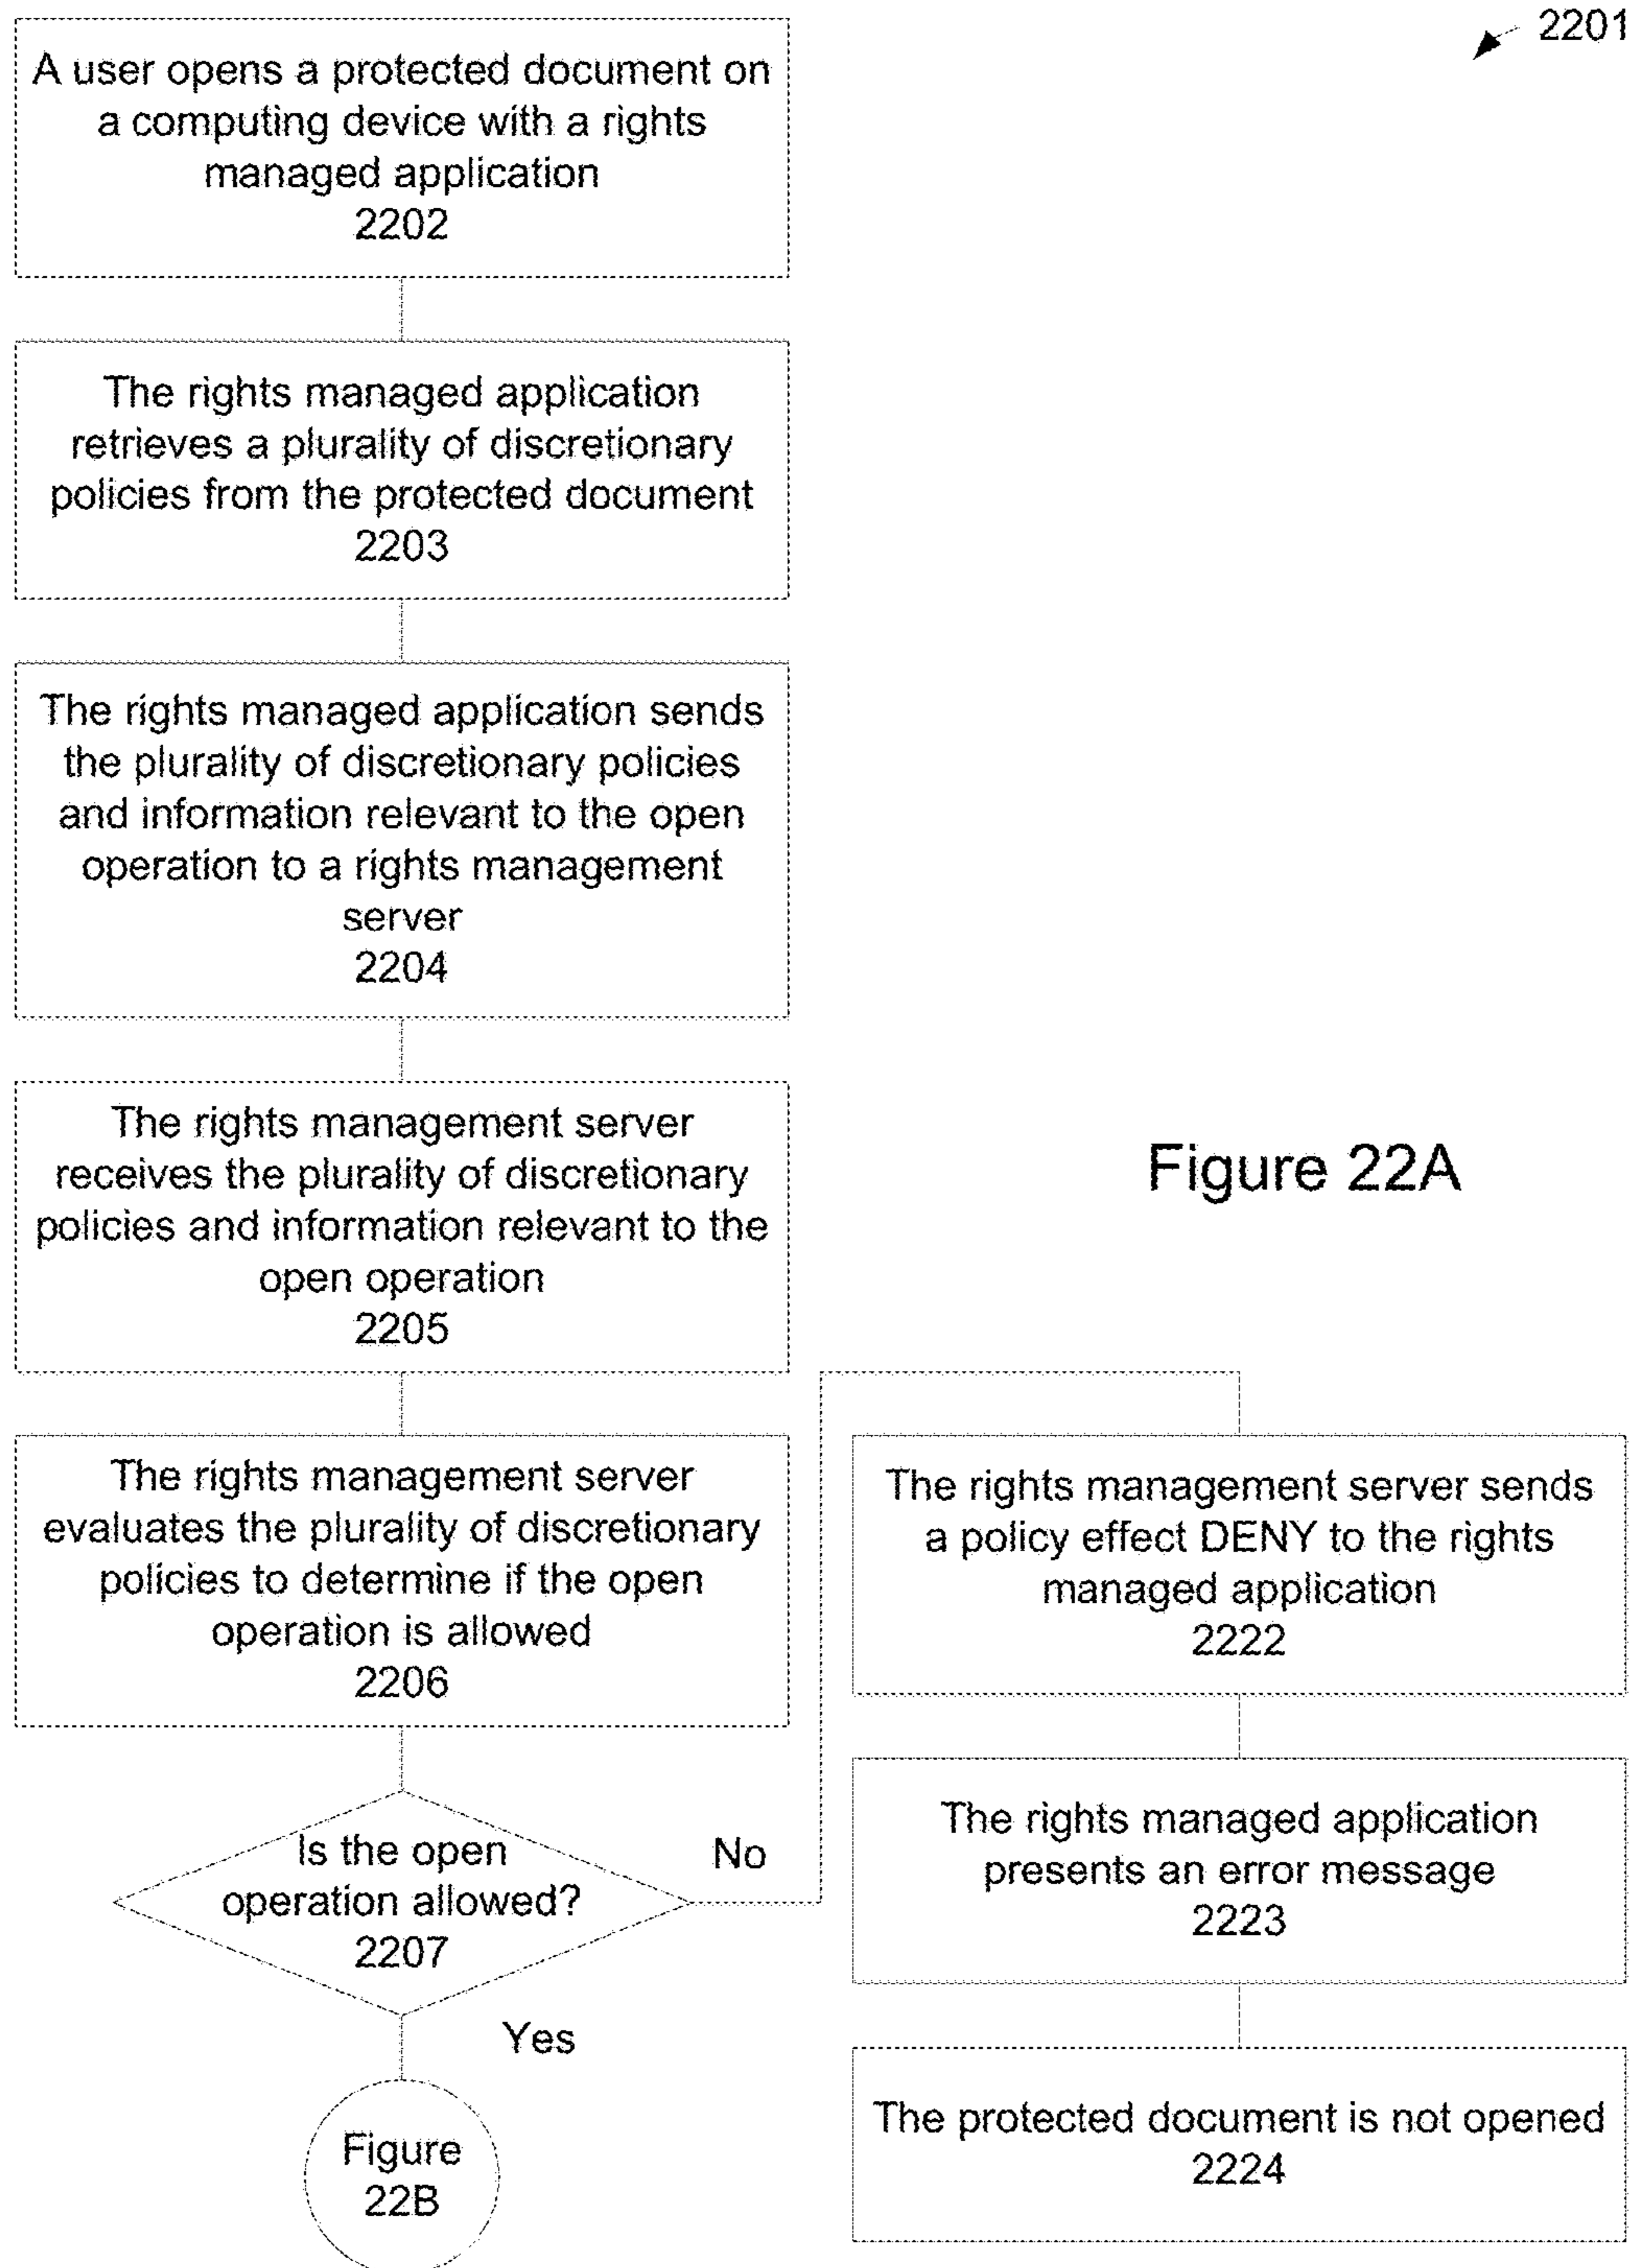 2201
A user opens a protected document on
a computing device with a rights
managed application
2202
The rights managed application
retrieves a plurality of discretionary
policies from the protected document
2203
The rights managed application sends
the plurality of discretionary policies
and information relevant to the open
operation to a rights management
server
2204
The rights management server
receives the plurality of discretionary
policies and information relevant to the
open operation
2205
Figure 22A
The rights management server
evaluates the plurality of discretionary
policies to determine if the open
operation is allowed
2206
Is the open
operation allowed?
2207
No
Yes
Figure
22B
The rights management server sends
a policy effect DENY to the rights
managed application
2222
The rights managed application
presents an error message
2223
The protected document is not opened
2224